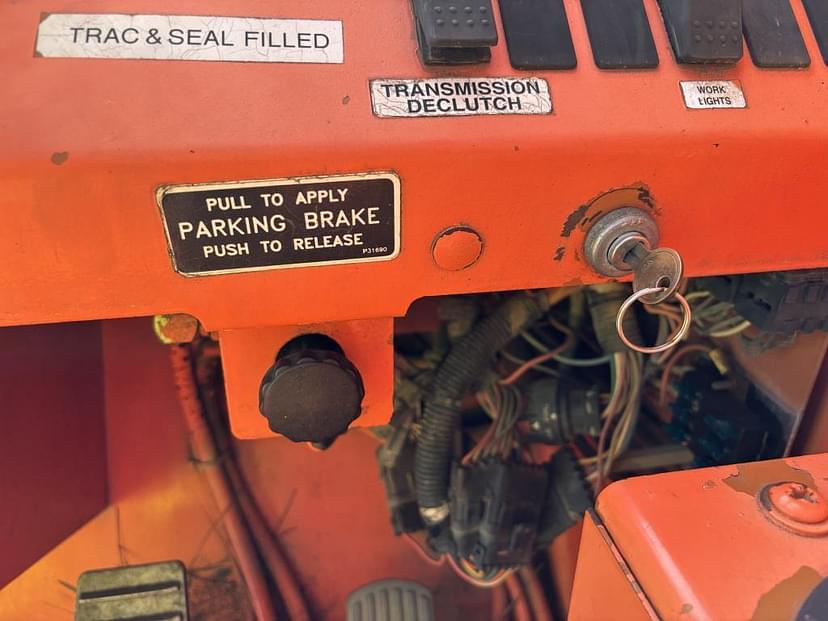 TRAC & SEAL FILLED
TRANSMISSION
DECLUTCH
WORK
LIGHTS
PULL TO APPLY
PARKING BRAKE
PUSH TO RELEASE
P31690